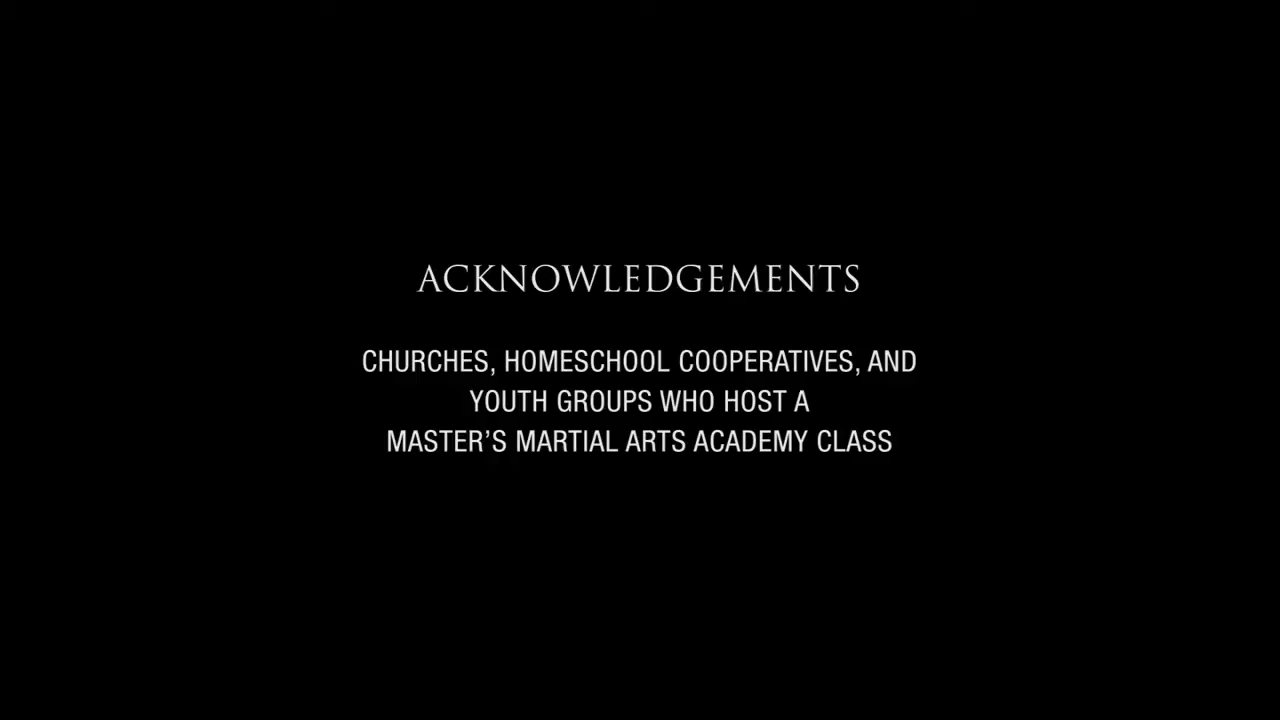 ACKNOWLEDGEMENTS
CHURCHES, HOMESCHOOL COOPERATIVES, AND
YOUTH GROUPS WHO HOST A
MASTER'S MARTIAL ARTS ACADEMY CLASS